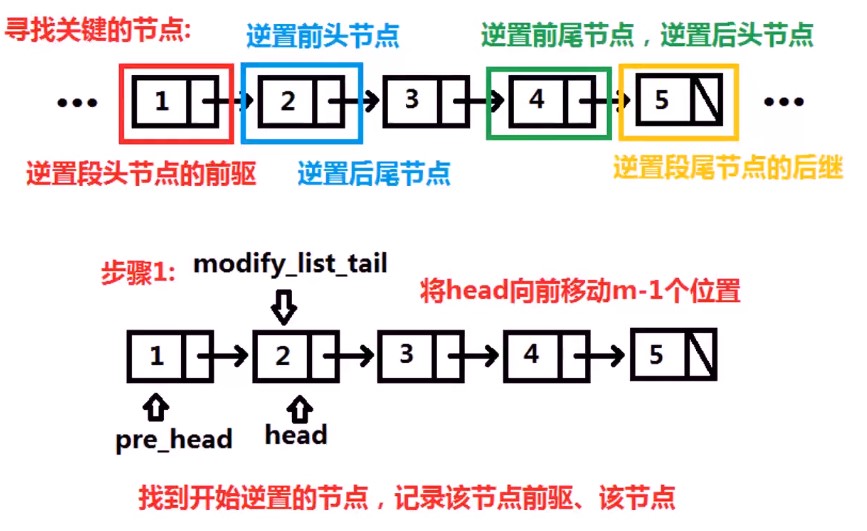 寻找关键的节点:
逆置前头节点
逆置前尾节点，逆置后头节点
••• 1 2 3 4 5 •••
逆置段头节点的前驱
逆置后尾节点
逆置段尾节点的后继
步骤1:
modify_list_tail
将head向前移动m-1个位置
1 2 3 4 5
pre_head
head
找到开始逆置的节点，记录该节点前驱、该节点